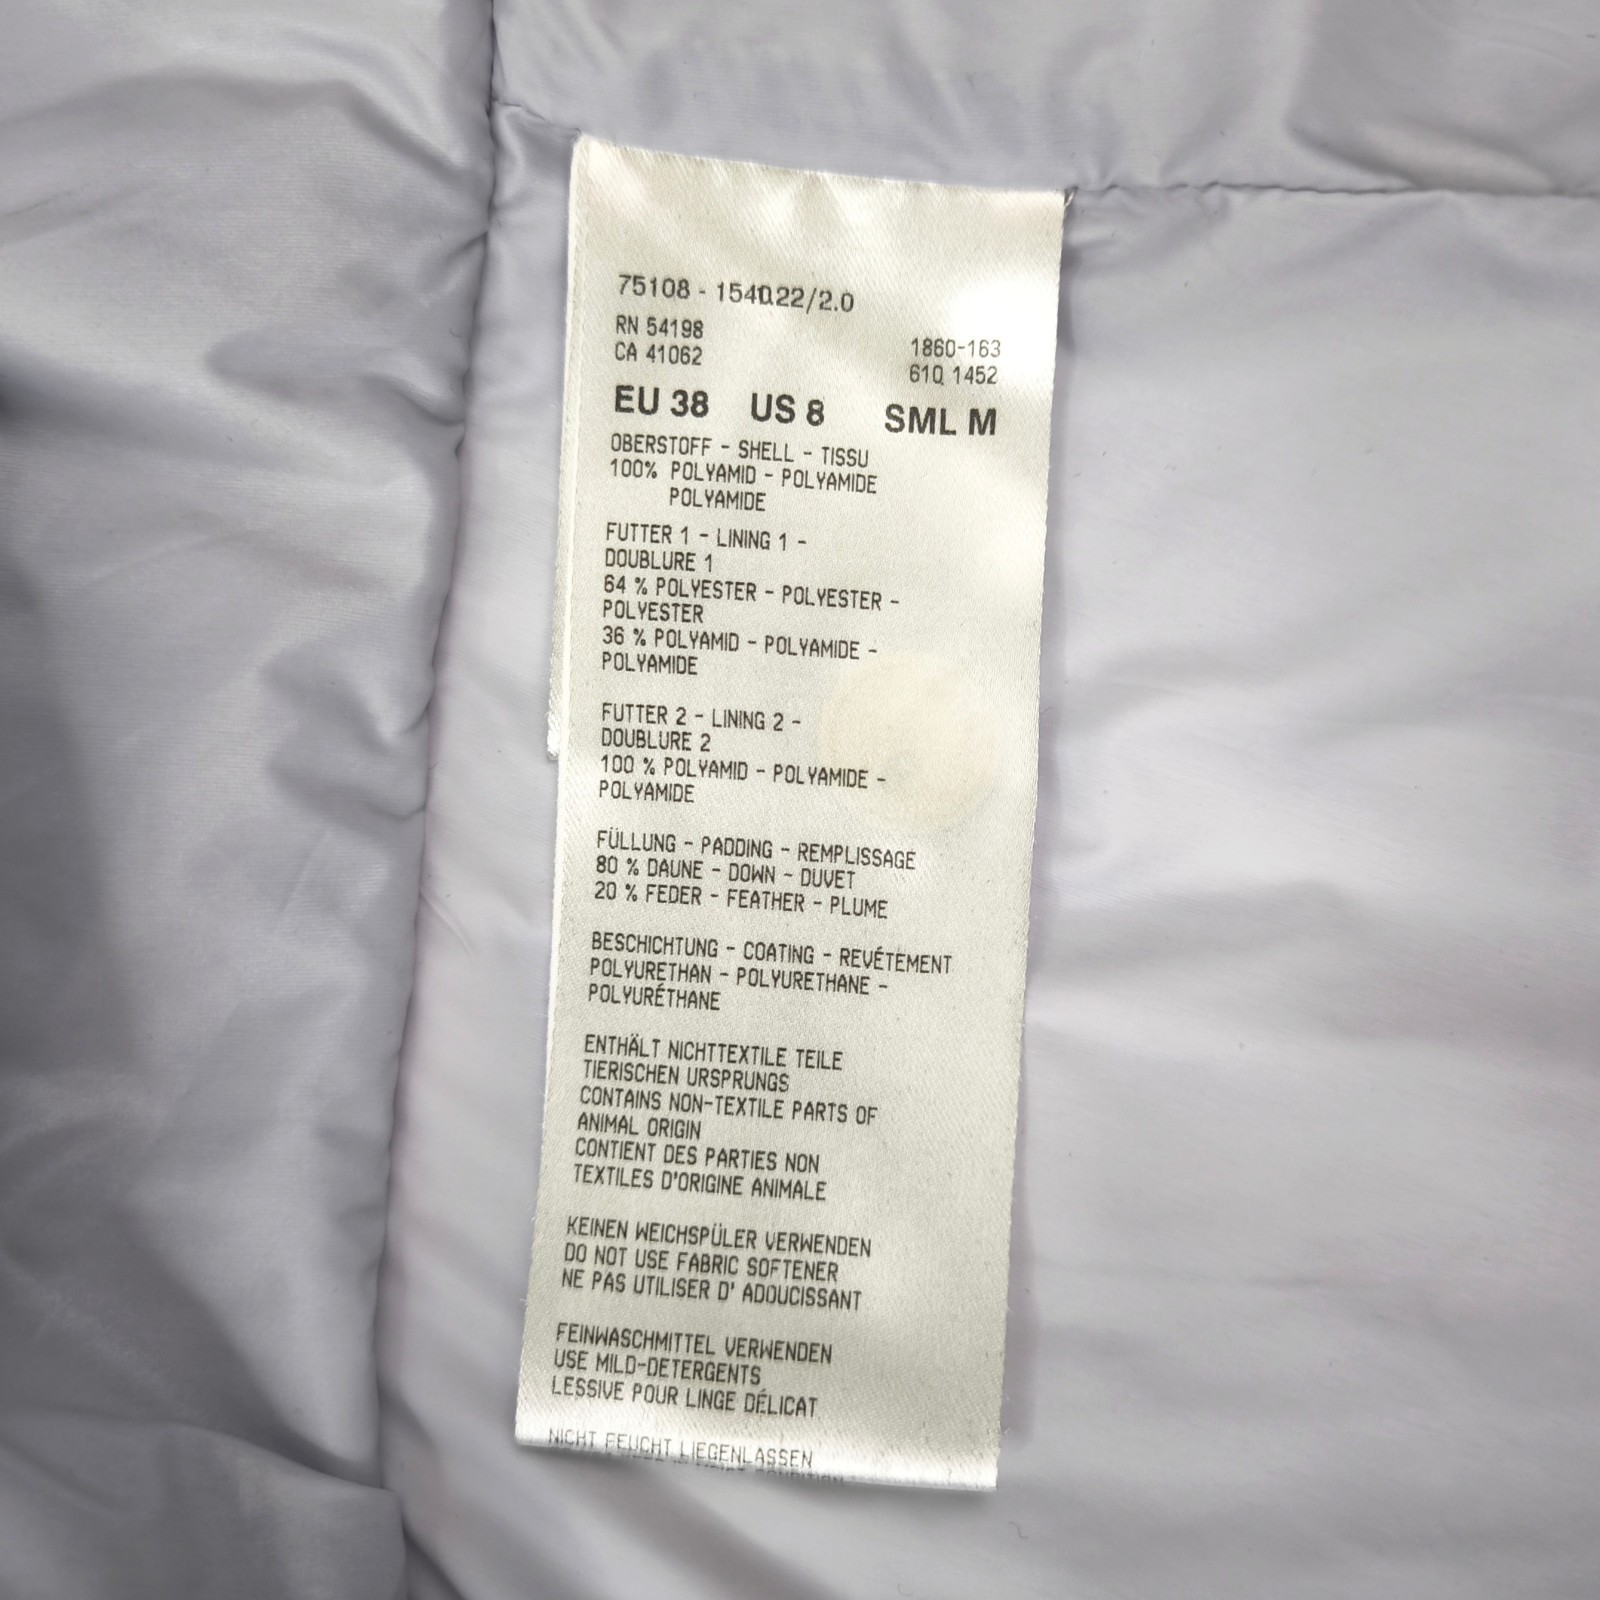 75108 - 154022/2.0
RN 54198
CA 41062
1860-163
610 1452
EU 38 US 8 SML M
OBERSTOFF - SHELL - TISSU
100% POLYAMID - POLYAMIDE
POLYAMIDE
FUTTER 1 - LINING 1 -
DOUBLURE 1
64 % POLYESTER - POLYESTER -
POLYESTER
36 % POLYAMID - POLYAMIDE -
POLYAMIDE
FUTTER 2 - LINING 2 -
DOUBLURE 2
100 % POLYAMID - POLYAMIDE -
POLYAMIDE
FÜLLUNG - PADDING - REMPLISSAGE
80 % DAUNE - DOWN - DUVET
20 % FEDER - FEATHER - PLUME
BESCHICHTUNG - COATING - REVÉTEMENT
POLYURETHAN - POLYURETHANE -
POLYURÉTHANE
ENTHÄLT NICHTTEXTILE TEILE
TIERISCHEN URSPRUNGS
CONTAINS NON-TEXTILE PARTS OF
ANIMAL ORIGIN
CONTIENT DES PARTIES NON
TEXTILES D'ORIGINE ANIMALE
KEINEN WEICHSPÜLER VERWENDEN
DO NOT USE FABRIC SOFTENER
NE PAS UTILISER D' ADOUCISSANT
FEINWASCHMITTEL VERWENDEN
USE MILD-DETERGENTS
LESSIVE POUR LINGE DÉLICAT
NICHT FEUCHT LIEGENLASSEN